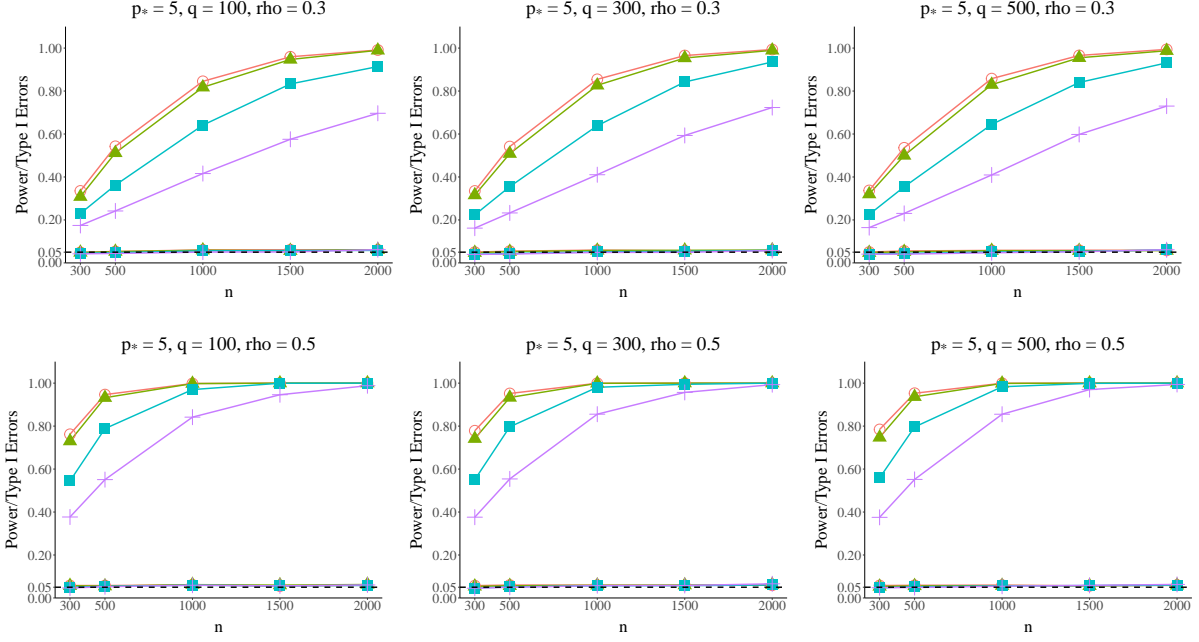 p* = 5, q = 100, rho = 0.3
Power/Type I Errors
1.00
0.80
0.60
0.40
0.20
0.05
0.00
300 500 1000 1500 2000
n
p* = 5, q = 300, rho = 0.3
Power/Type I Errors
1.00
0.80
0.60
0.40
0.20
0.05
0.00
300 500 1000 1500 2000
n
p* = 5, q = 500, rho = 0.3
Power/Type I Errors
1.00
0.80
0.60
0.40
0.20
0.05
0.00
300 500 1000 1500 2000
n
p* = 5, q = 100, rho = 0.5
Power/Type I Errors
1.00
0.80
0.60
0.40
0.20
0.05
0.00
300 500 1000 1500 2000
n
p* = 5, q = 300, rho = 0.5
Power/Type I Errors
1.00
0.80
0.60
0.40
0.20
0.05
0.00
300 500 1000 1500 2000
n
p* = 5, q = 500, rho = 0.5
Power/Type I Errors
1.00
0.80
0.60
0.40
0.20
0.05
0.00
300 500 1000 1500 2000
n